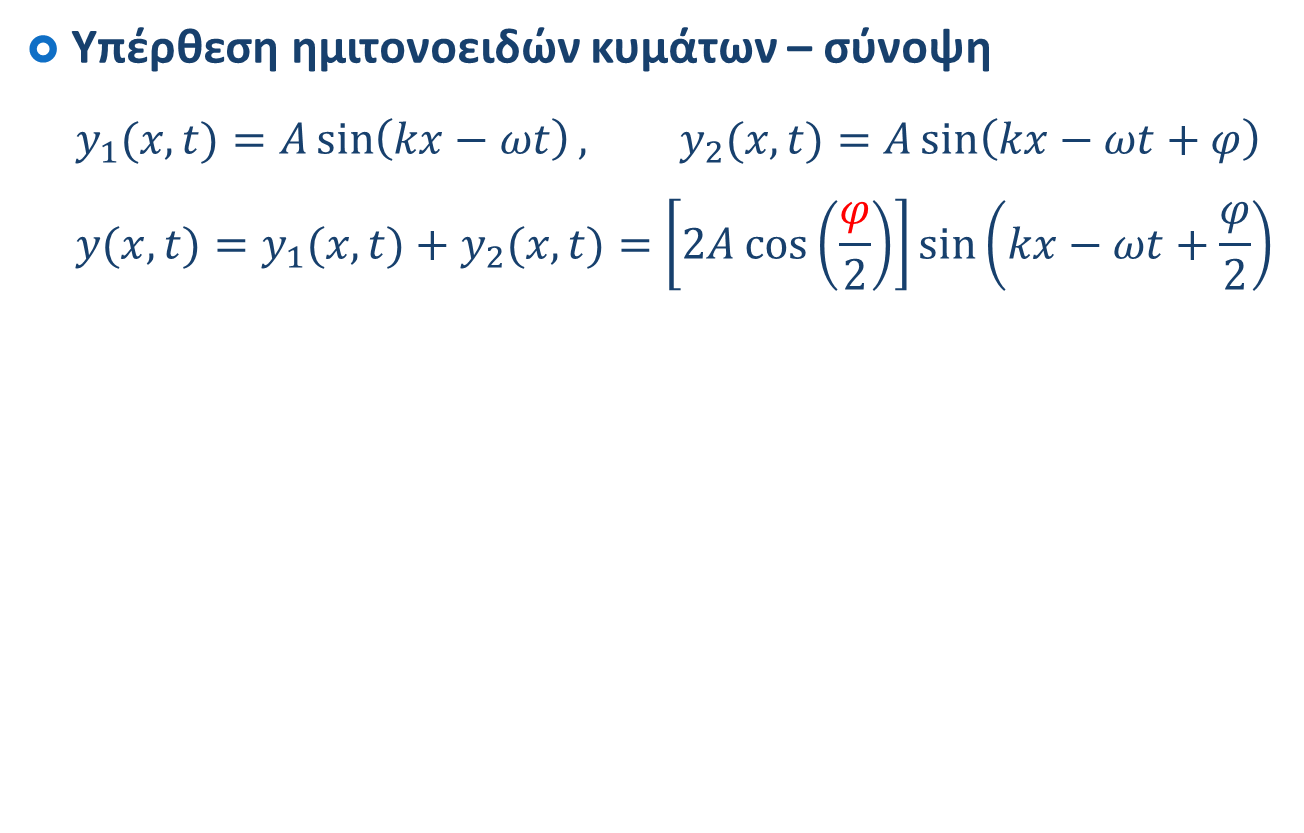 Υπέρθεση ημιτονοειδών κυμάτων – σύνοψη
y₁(x, t) = A sin(kx − ωt), y₂(x, t) = A sin(kx − ωt + φ)
y(x, t) = y₁(x, t) + y₂(x, t) = [2A cos(φ/2)] sin(kx − ωt + φ/2)